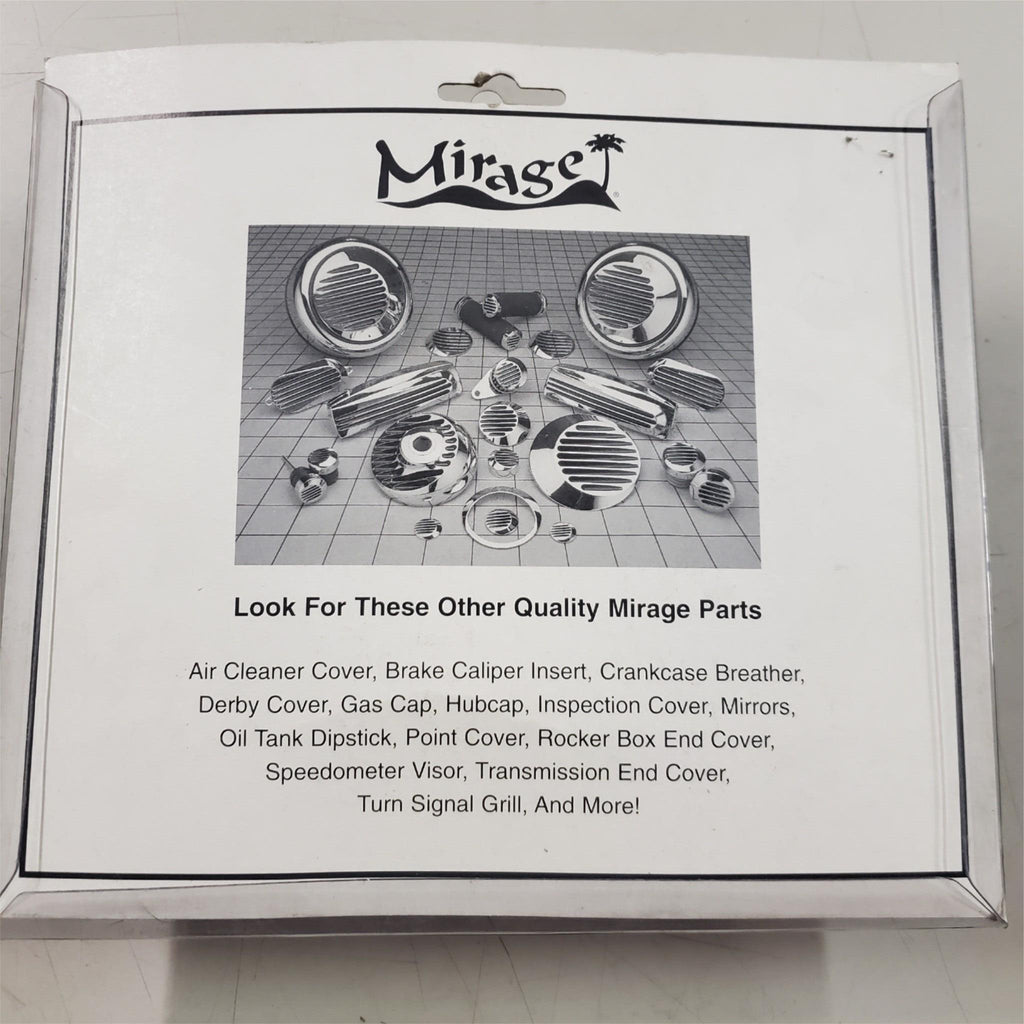 Mirage
Look For These Other Quality Mirage Parts
Air Cleaner Cover, Brake Caliper Insert, Crankcase Breather,
Derby Cover, Gas Cap, Hubcap, Inspection Cover, Mirrors,
Oil Tank Dipstick, Point Cover, Rocker Box End Cover,
Speedometer Visor, Transmission End Cover,
Turn Signal Grill, And More!